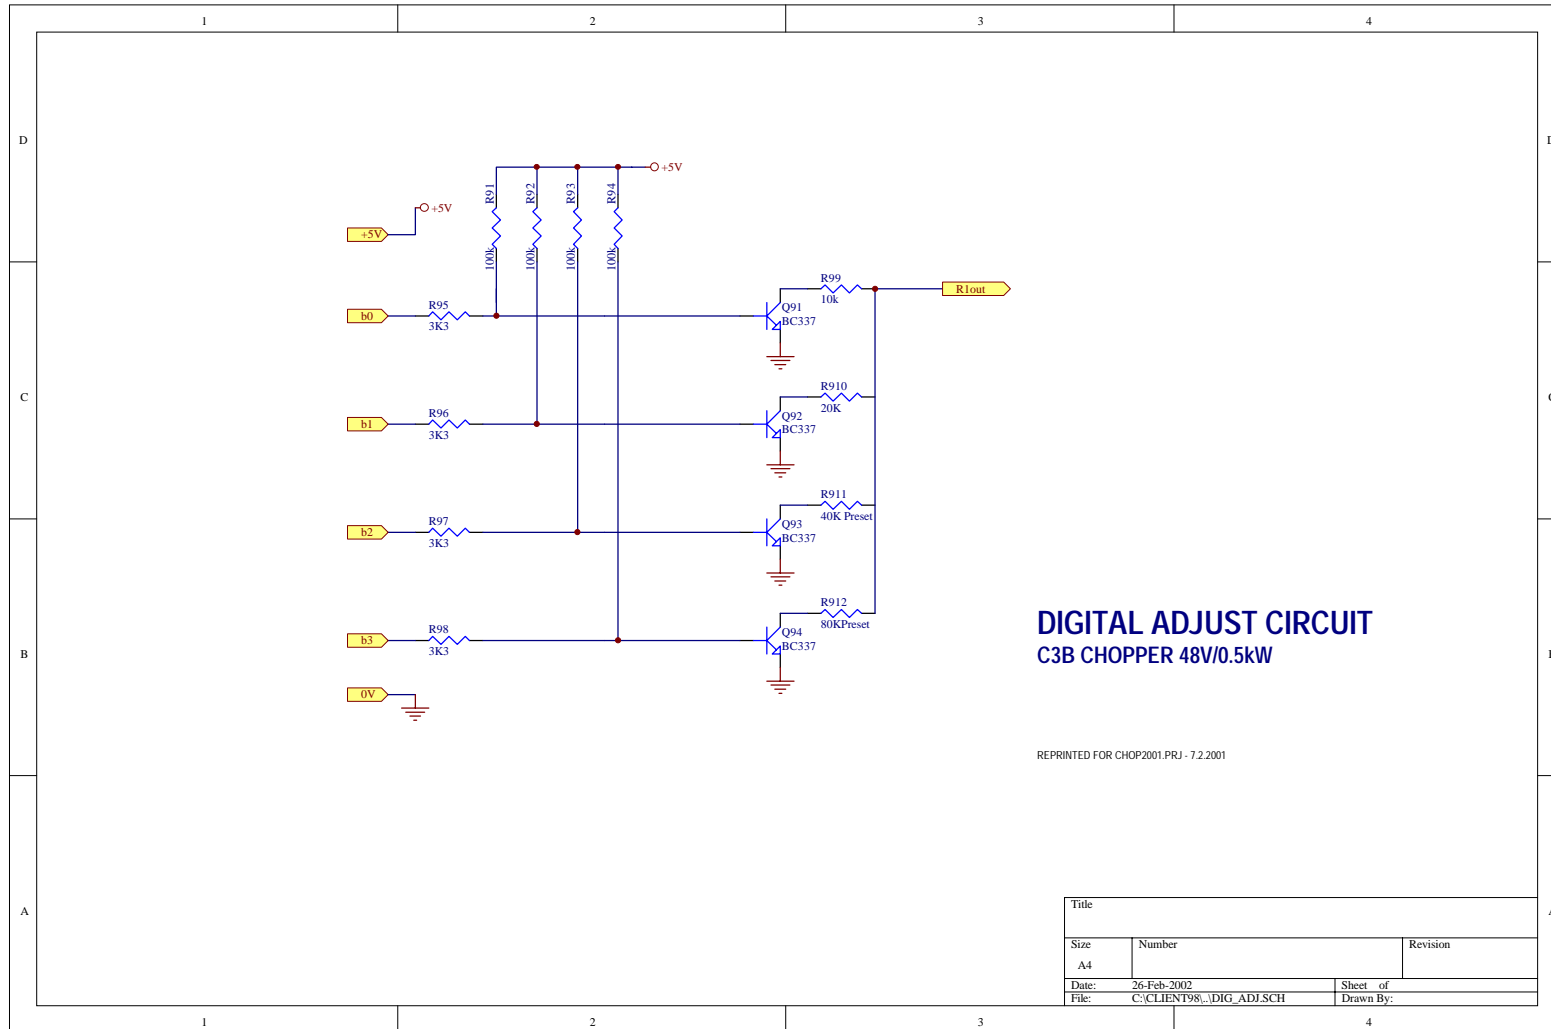 1 2 3 4
D
+5V
R91 R92 R93 R94
+5V
+5V
100k 100k 100k 100k
R99
10k
R1out
b0
R95
3K3
Q91
BC337
R910
20K
C
b1
R96
3K3
Q92
BC337
R911
40K Preset
b2
R97
3K3
Q93
BC337
R912
80KPreset
b3
R98
3K3
Q94
BC337
B
0V
DIGITAL ADJUST CIRCUIT
C3B CHOPPER 48V/0.5kW
REPRINTED FOR CHOP2001.PRJ - 7.2.2001
A
Title
Size Number Revision
A4
Date: 26-Feb-2002 Sheet of
File: C:\CLIENT98\..\DIG_ADJ.SCH Drawn By:
1 2 3 4